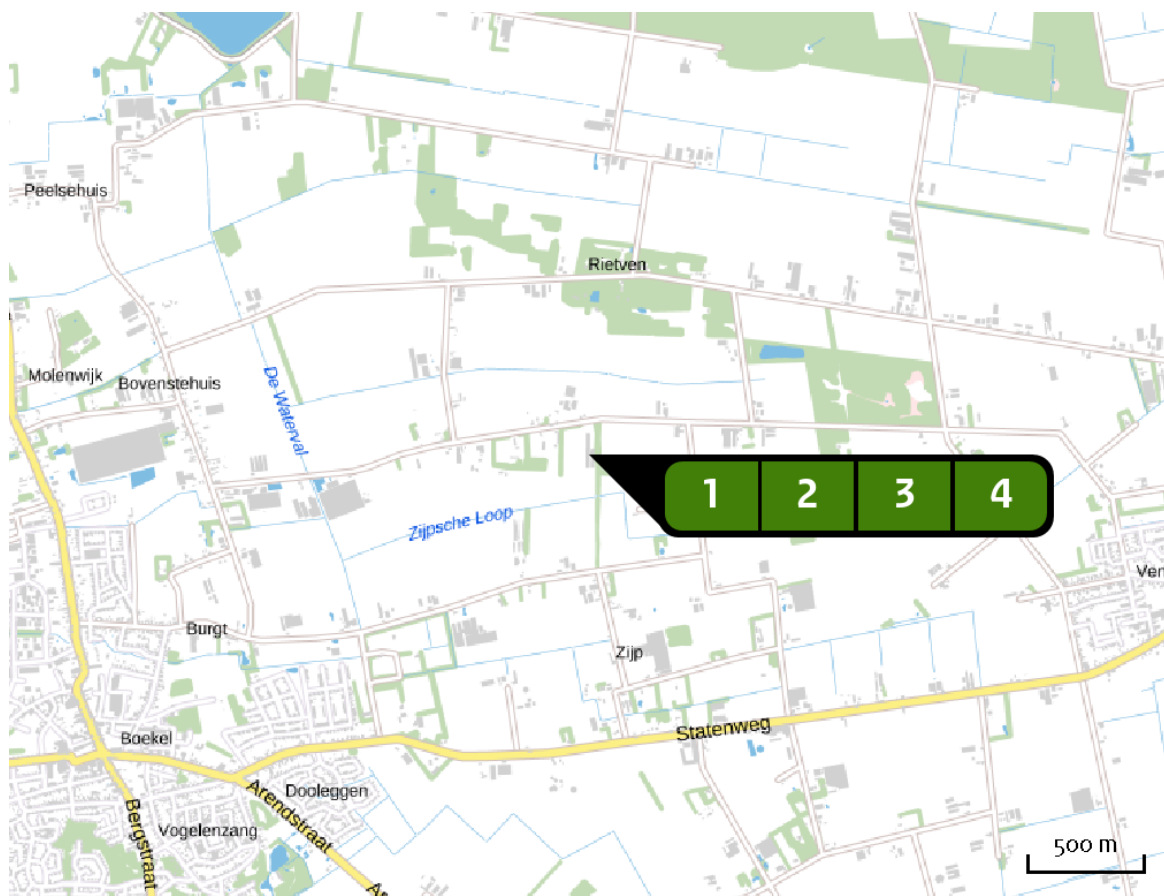 Peelsehuis
Rietven
Molenwijk
Bovenstehuis
De Waterval
1 2 3 4
Zijpsche Loop
Ven
Burgt
Zijp
Statenweg
Boekel
Dooleggen
Arendstraat
Vogelenzang
Bergstraat
500 m